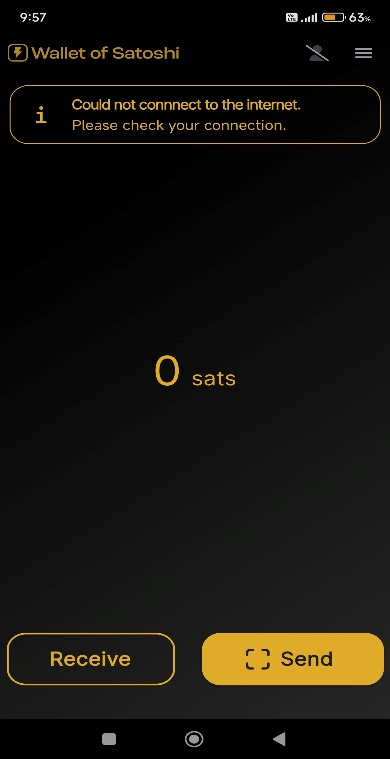 9:57
63%
Wallet of Satoshi
Could not connnect to the internet.
Please check your connection.
0 sats
Receive
Send